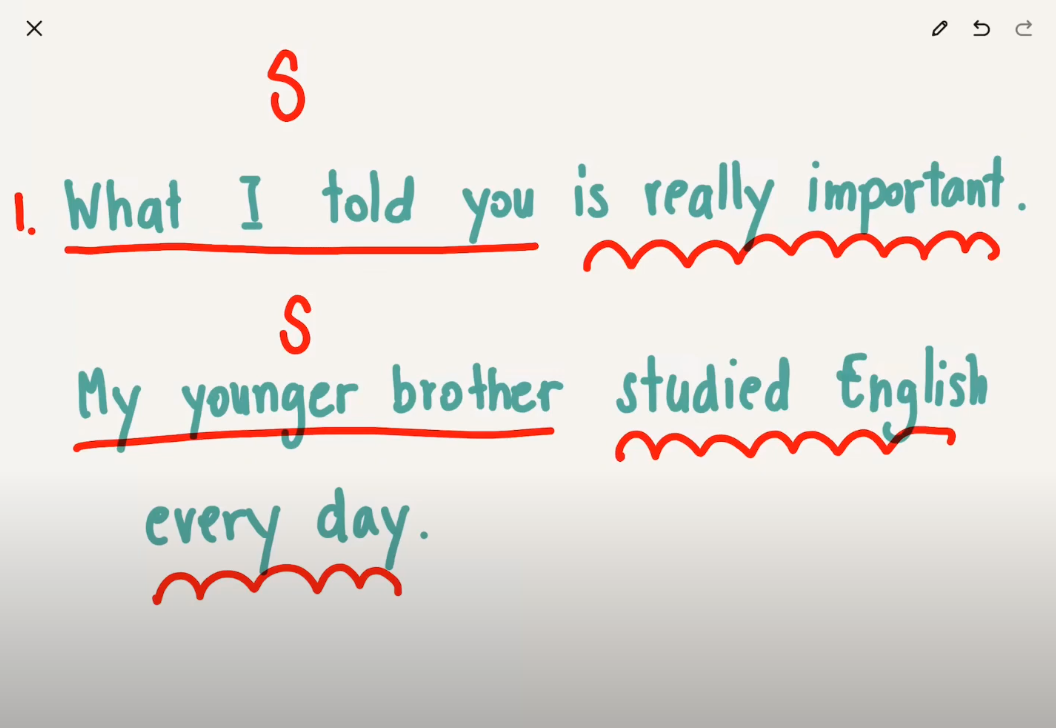 S
1. What I told you is really important.
S
My younger brother studied English
every day.